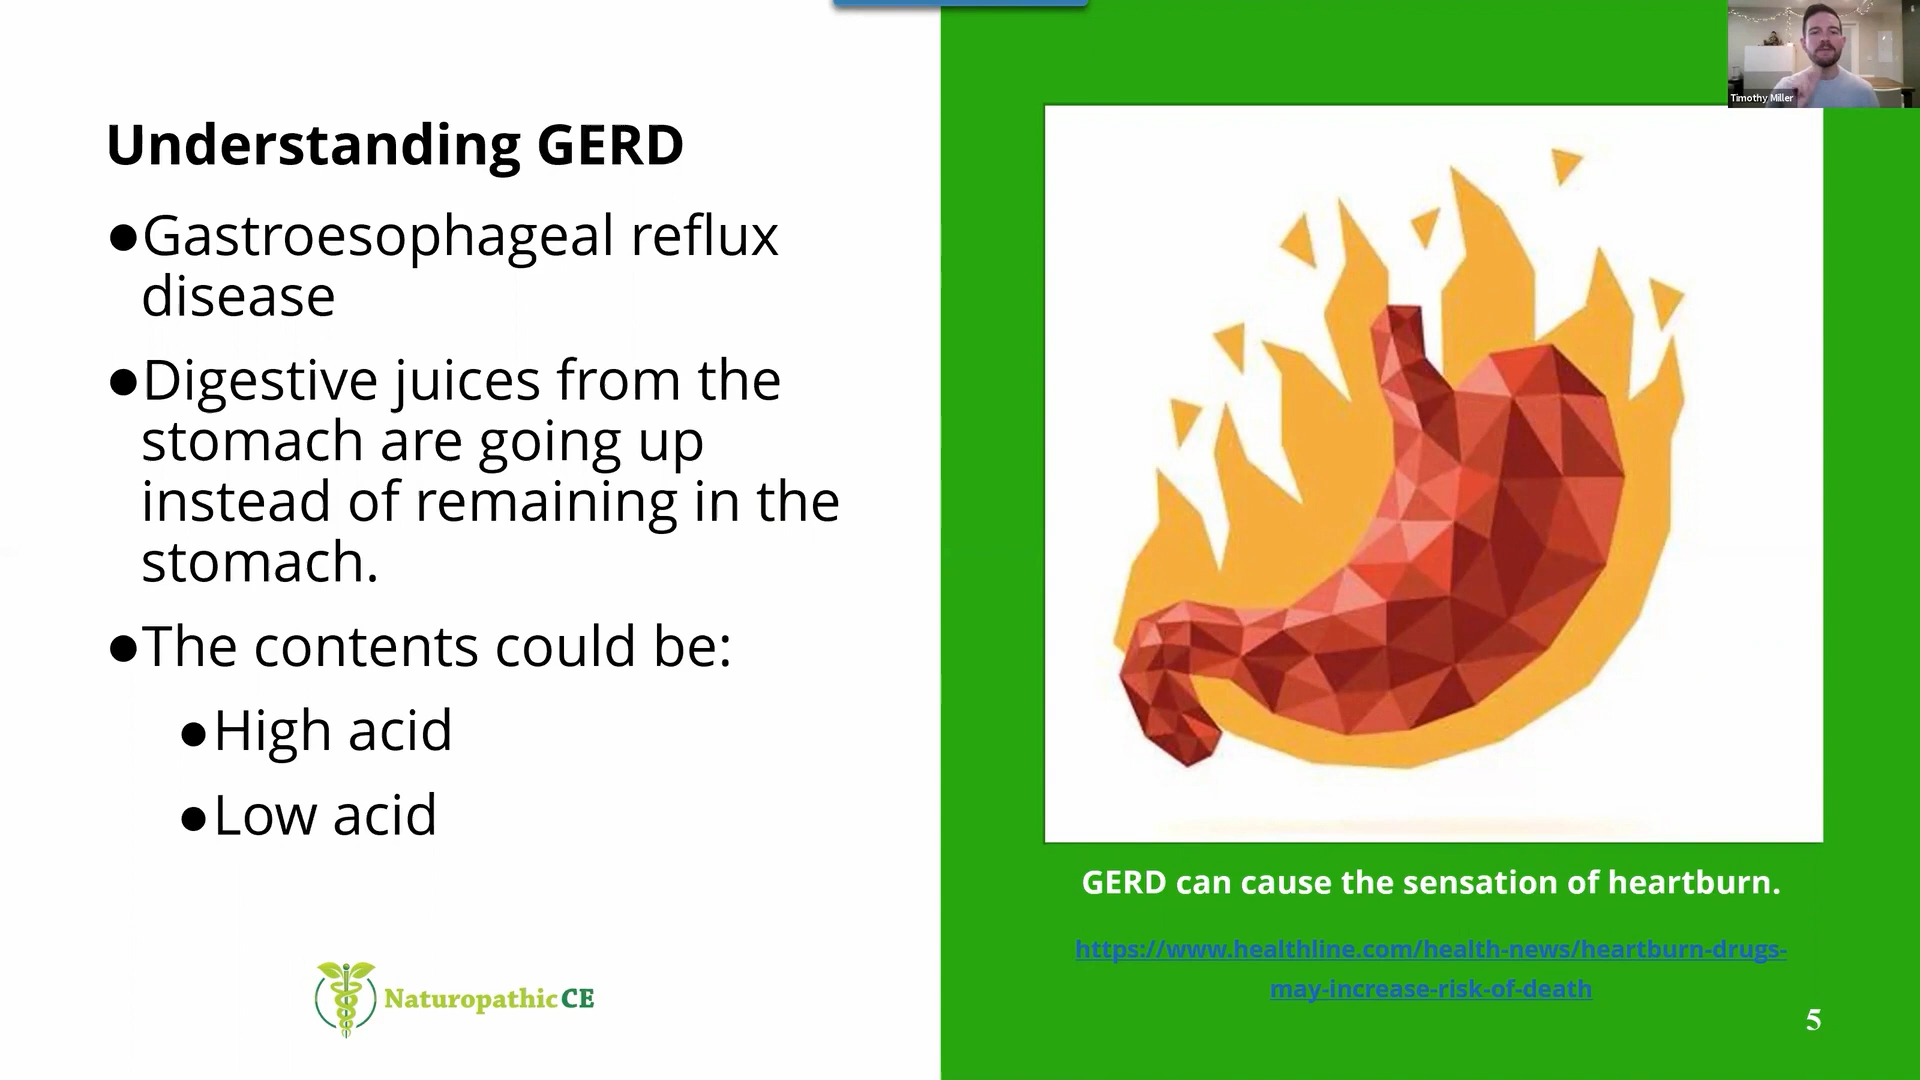 Timothy Miller
Understanding GERD
●Gastroesophageal reflux
disease
●Digestive juices from the
stomach are going up
instead of remaining in the
stomach.
●The contents could be:
●High acid
●Low acid
GERD can cause the sensation of heartburn.
https://www.healthline.com/health-news/heartburn-drugs-
may-increase-risk-of-death
NaturopathicCE
5